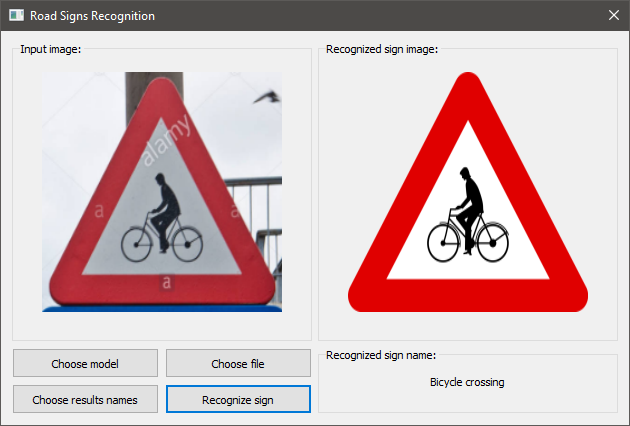 Road Signs Recognition
Input image:
alamy
a
a
a
Recognized sign image:
Choose model
Choose file
Choose results names
Recognize sign
Recognized sign name:
Bicycle crossing